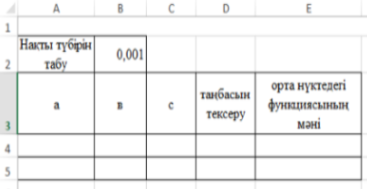 A B C D E
1
Нақты түбірін
табу
0,001
2
a
в
c
таңбасын
тексеру
орта нүктедегі
функциясының
мәні
3
4
5